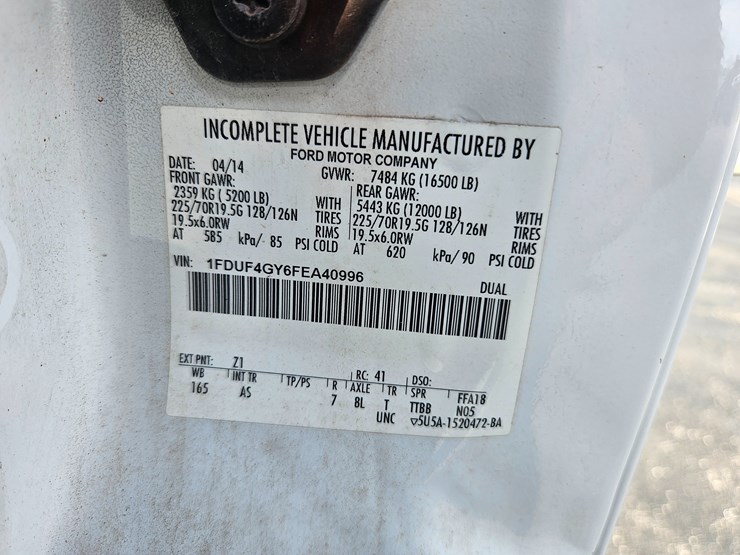 INCOMPLETE VEHICLE MANUFACTURED BY
FORD MOTOR COMPANY
DATE: 04/14 GVWR: 7484 KG (16500 LB)
FRONT GAWR: REAR GAWR:
2359 KG ( 5200 LB) WITH 5443 KG (12000 LB) WITH
225/70R19.5G 128/126N TIRES 225/70R19.5G 128/126N TIRES
19.5x6.0RW RIMS 19.5x6.0RW RIMS
AT 585 kPa/ 85 PSI COLD AT 620 kPa/ 90 PSI COLD
VIN: 1FDUF4GY6FEA40996 DUAL
EXT PNT: Z1 RC: 41 DSO:
WB INT TR TP/PS R AXLE TR SPR FFA18
165 AS 7 8L T TTBB N05
UNC ▽5U5A-1520472-BA